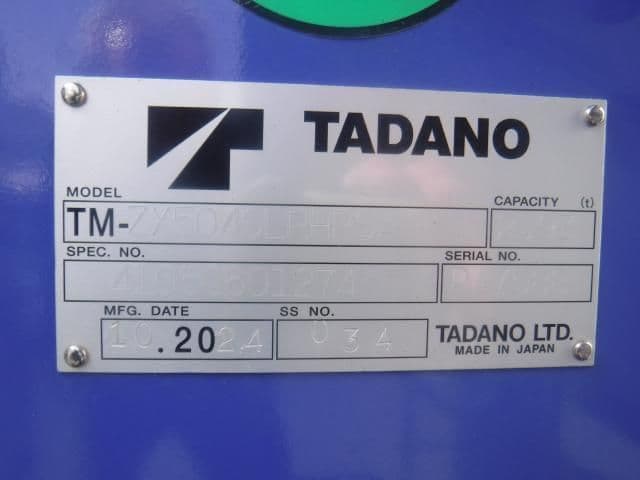 TADANO
MODEL
CAPACITY (t)
TM-
SPEC. NO.
SERIAL NO.
MFG. DATE
SS NO.
10.2024
034
TADANO LTD.
MADE IN JAPAN